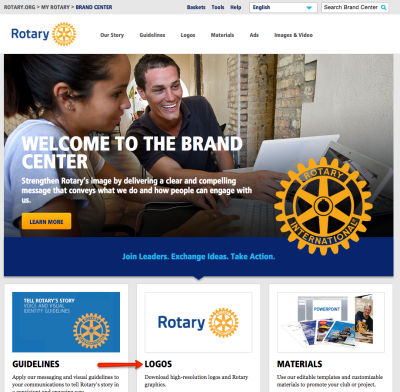 ROTARY.ORG > MY ROTARY > BRAND CENTER
Baskets Tools Help English Search Brand Center
Rotary
Our Story Guidelines Logos Materials Ads Images & Video
WELCOME TO THE BRAND
CENTER
Strengthen Rotary's image by delivering a clear and compelling
message that conveys what we do and how people can engage with
us.
LEARN MORE
ROTARY
INTERNATIONAL
Join Leaders. Exchange Ideas. Take Action.
TELL ROTARY'S STORY
VOICE AND VISUAL
IDENTITY GUIDELINES
Rotary
POWERPOINT
GUIDELINES
Apply our messaging and visual guidelines to
your communications to tell Rotary's story in
LOGOS
Download high-resolution logos and Rotary
graphics.
MATERIALS
Use our editable templates and customizable
materials to promote your club or project.